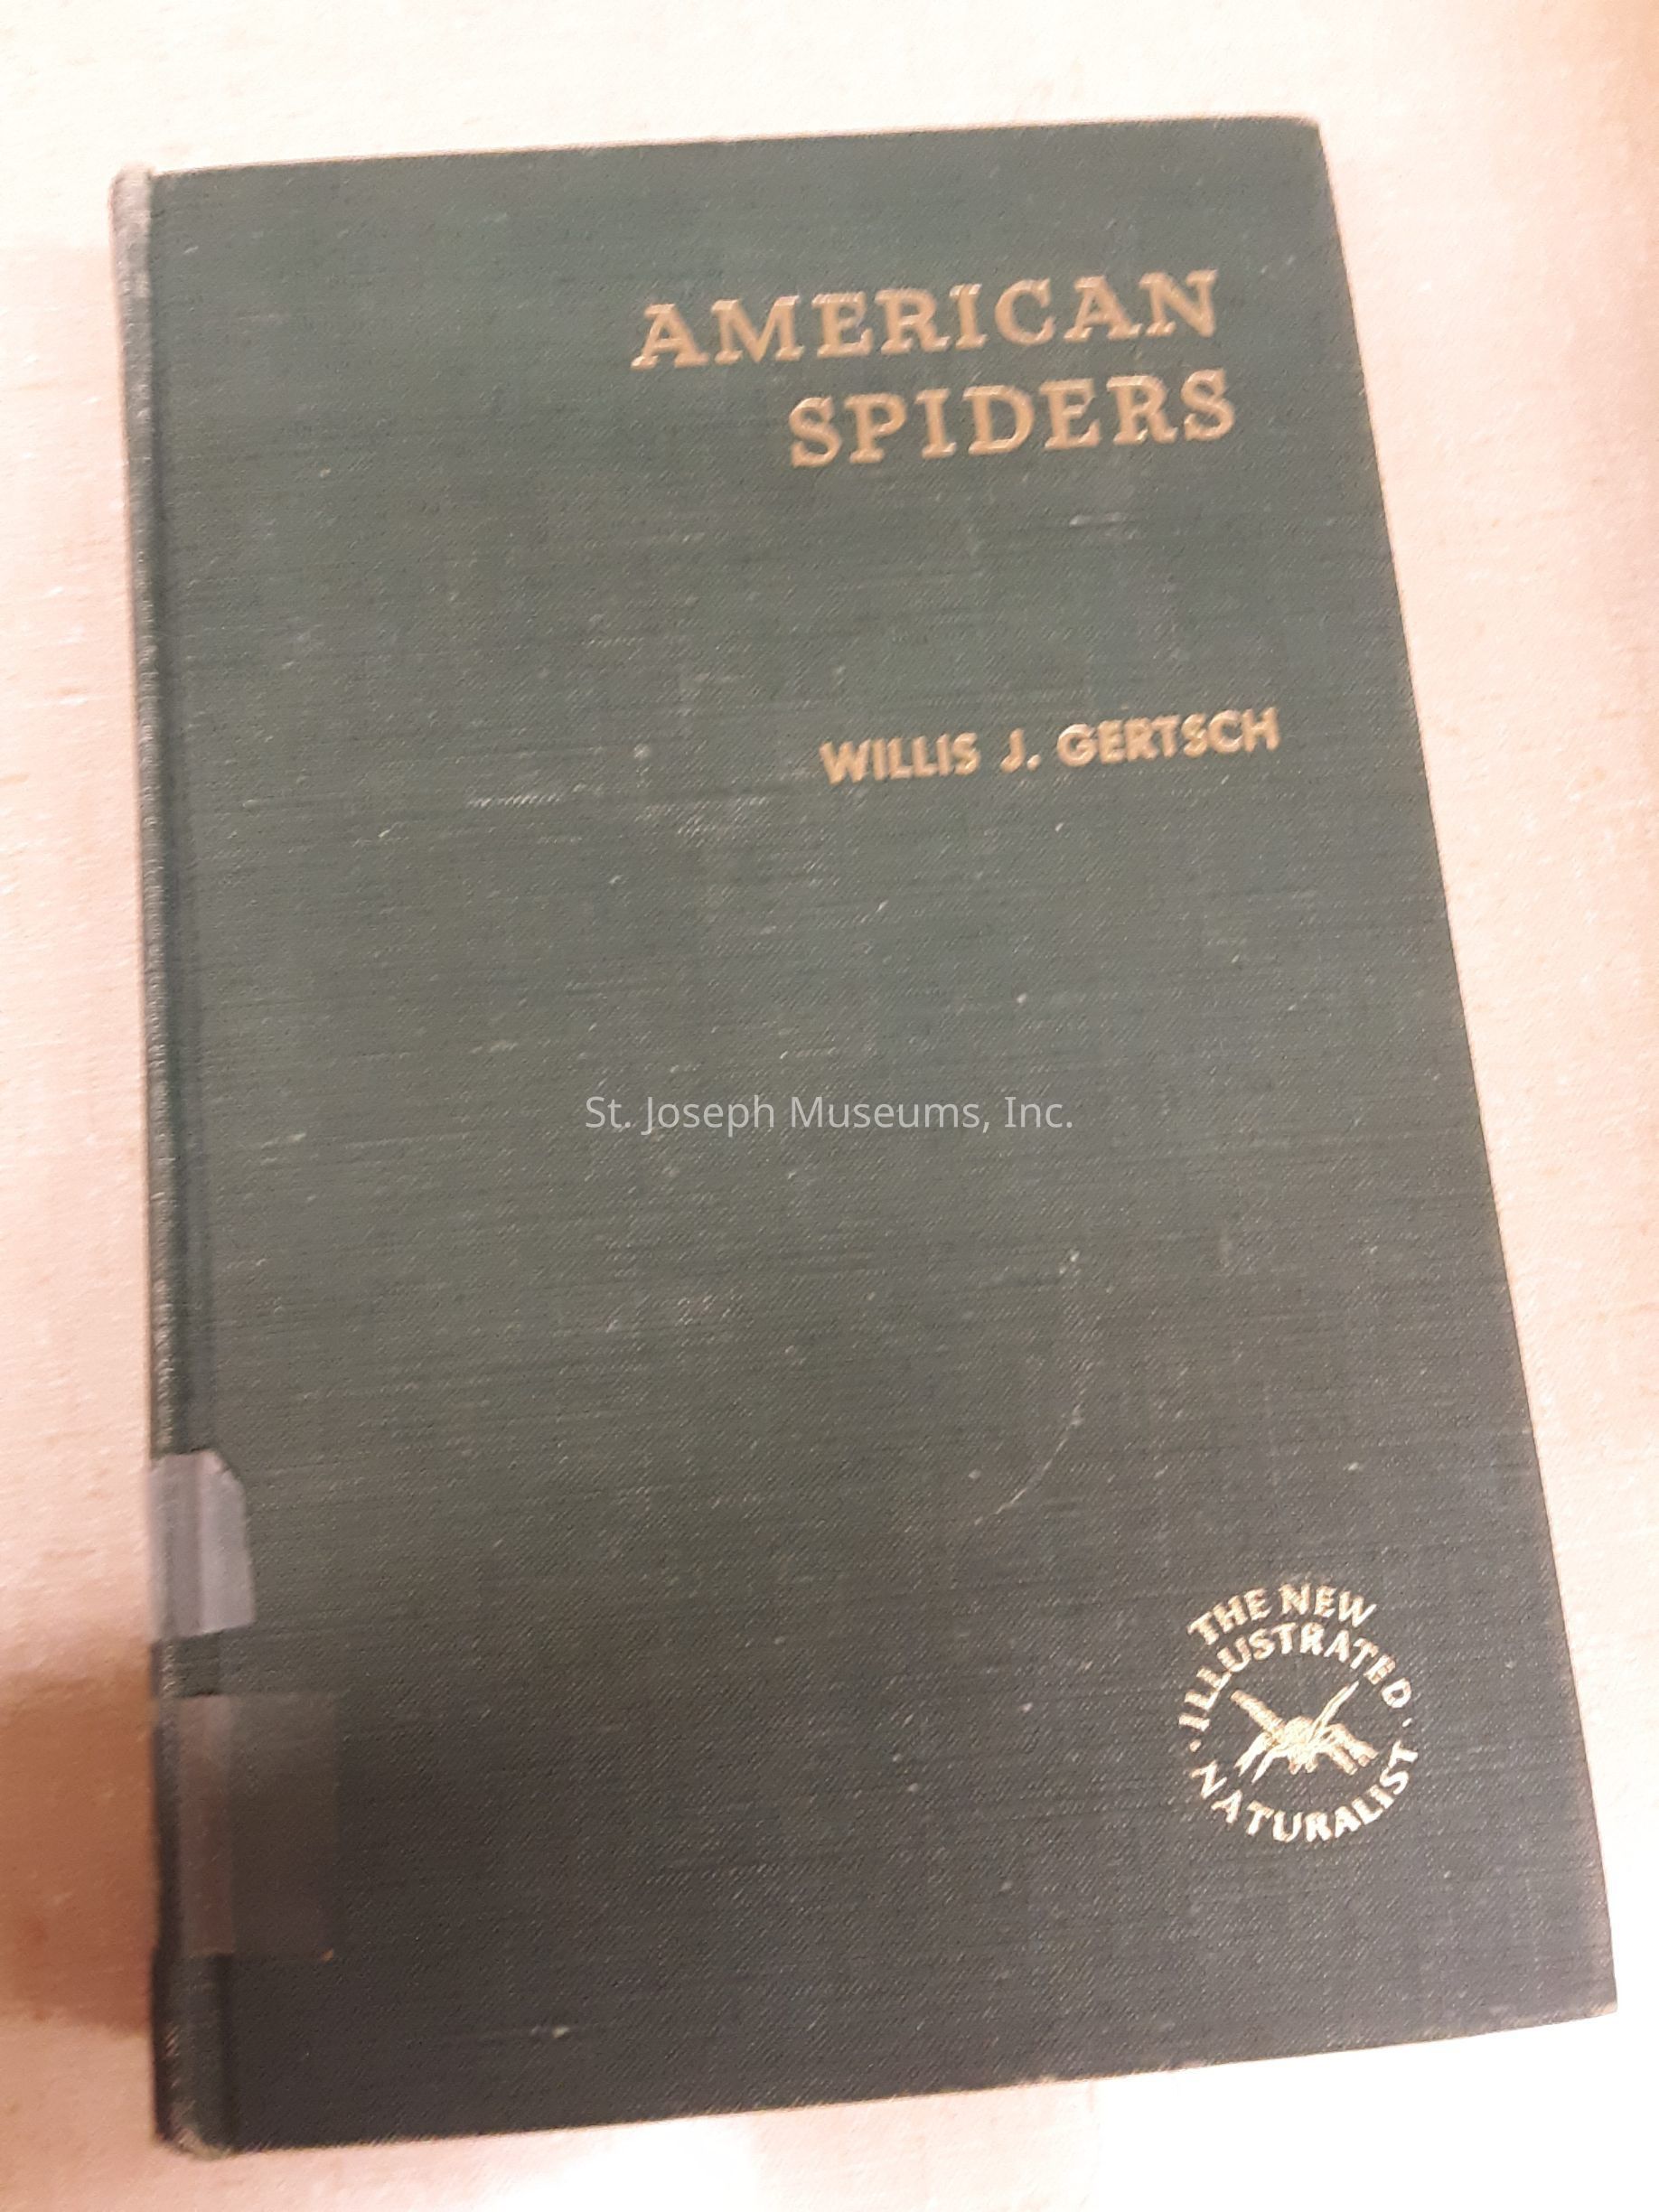 AMERICAN
SPIDERS
WILLIS J. GERTSCH
St. Joseph Museums, Inc.
THE NEW
· ILLUSTRATED ·
NATURALIST